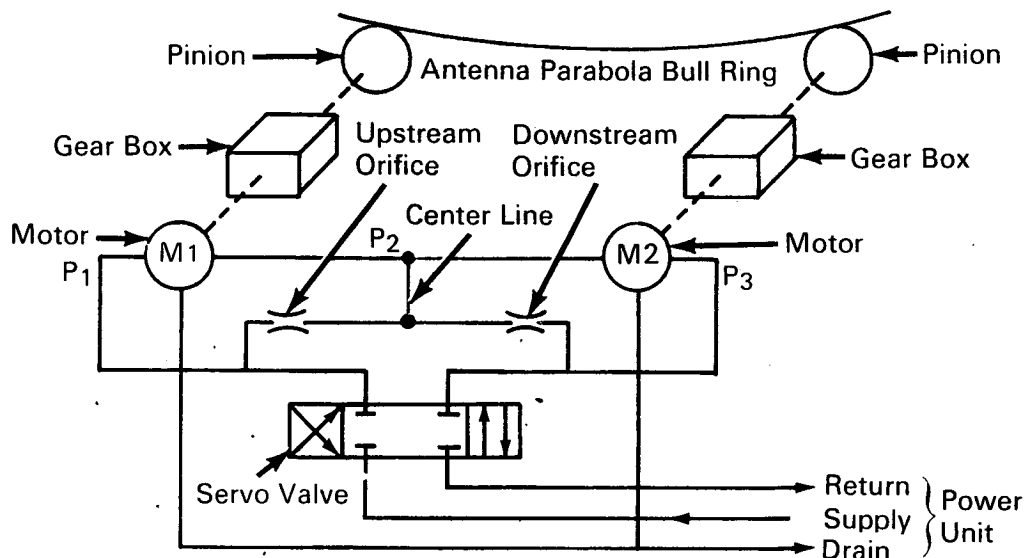 Pinion
Antenna Parabola Bull Ring
Pinion
Gear Box
Upstream
Orifice
Downstream
Orifice
Gear Box
Center Line
Motor
M1
P2
M2
Motor
P1
P3
Servo Valve
Return
Supply
Drain
Power
Unit